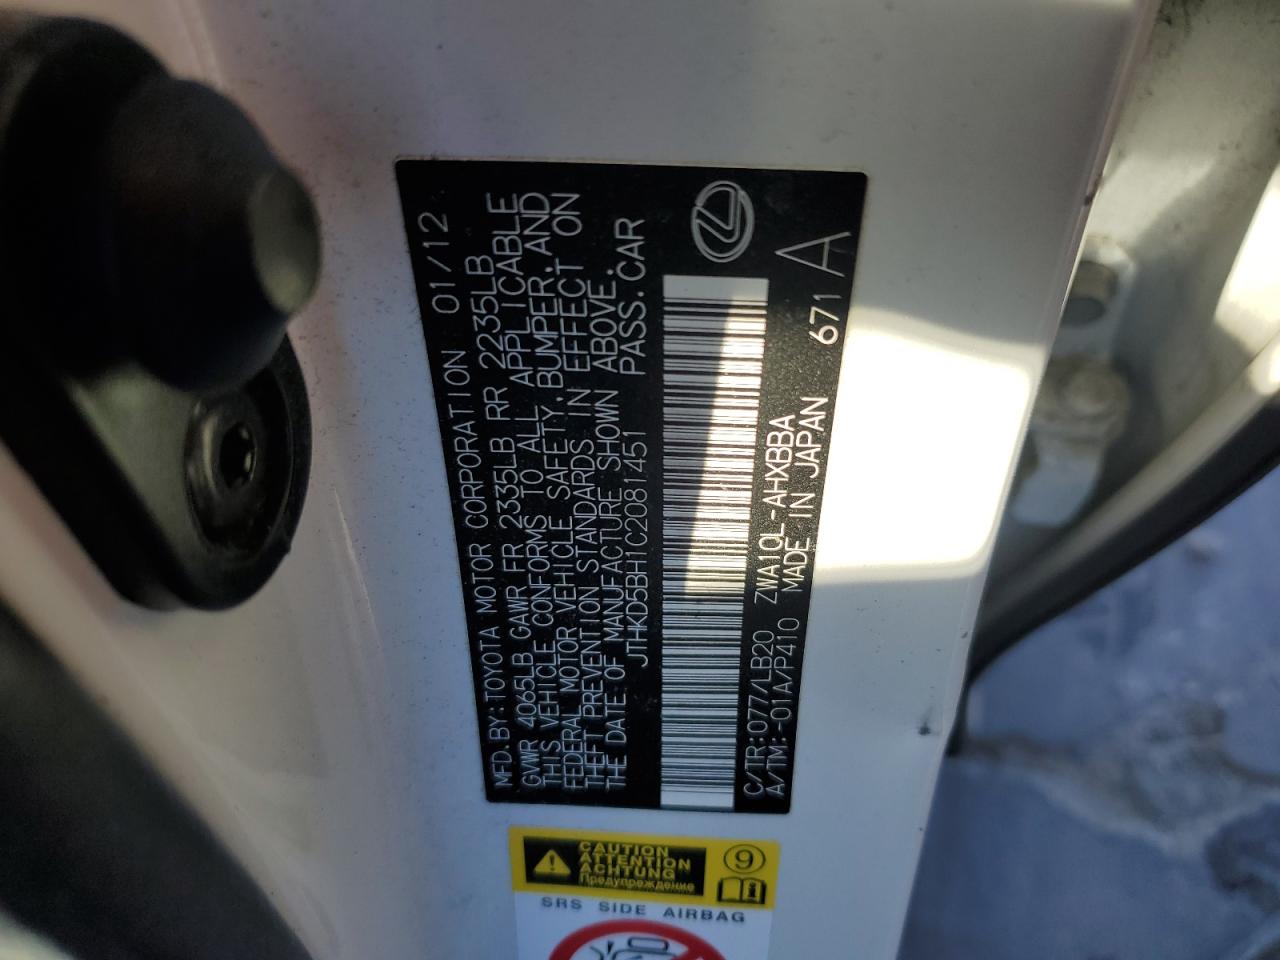 MFD.BY:TOYOTA MOTOR CORPORATION 01/12
GVWR 4065LB GAWR FR 2335LB RR 2235LB
THIS VEHICLE CONFORMS TO ALL APPLICABLE
FEDERAL MOTOR VEHICLE SAFETY,BUMPER,AND
THEFT PREVENTION STANDARDS IN EFFECT ON
THE DATE OF MANUFACTURE SHOWN ABOVE.
JTHKD5BH1C2081451 PASS.CAR
C/TR:077/LB20 ZWA10L-AHXBBA
A/TM:-01A/P410 MADE IN JAPAN 671 A
CAUTION
ATTENTION
ACHTUNG
Предупреждение
9
SRS SIDE AIRBAG